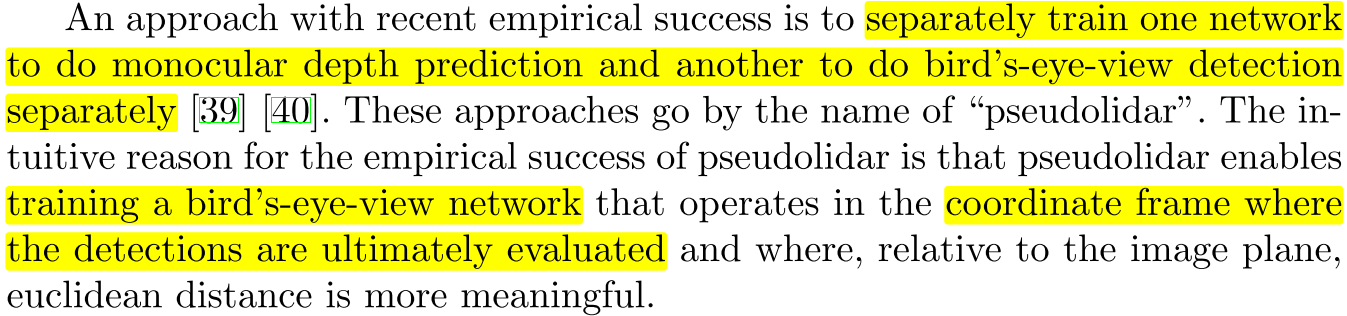 An approach with recent empirical success is to separately train one network
to do monocular depth prediction and another to do bird's-eye-view detection
separately [39] [40]. These approaches go by the name of “pseudolidar”. The in-
tuitive reason for the empirical success of pseudolidar is that pseudolidar enables
training a bird's-eye-view network that operates in the coordinate frame where
the detections are ultimately evaluated and where, relative to the image plane,
euclidean distance is more meaningful.